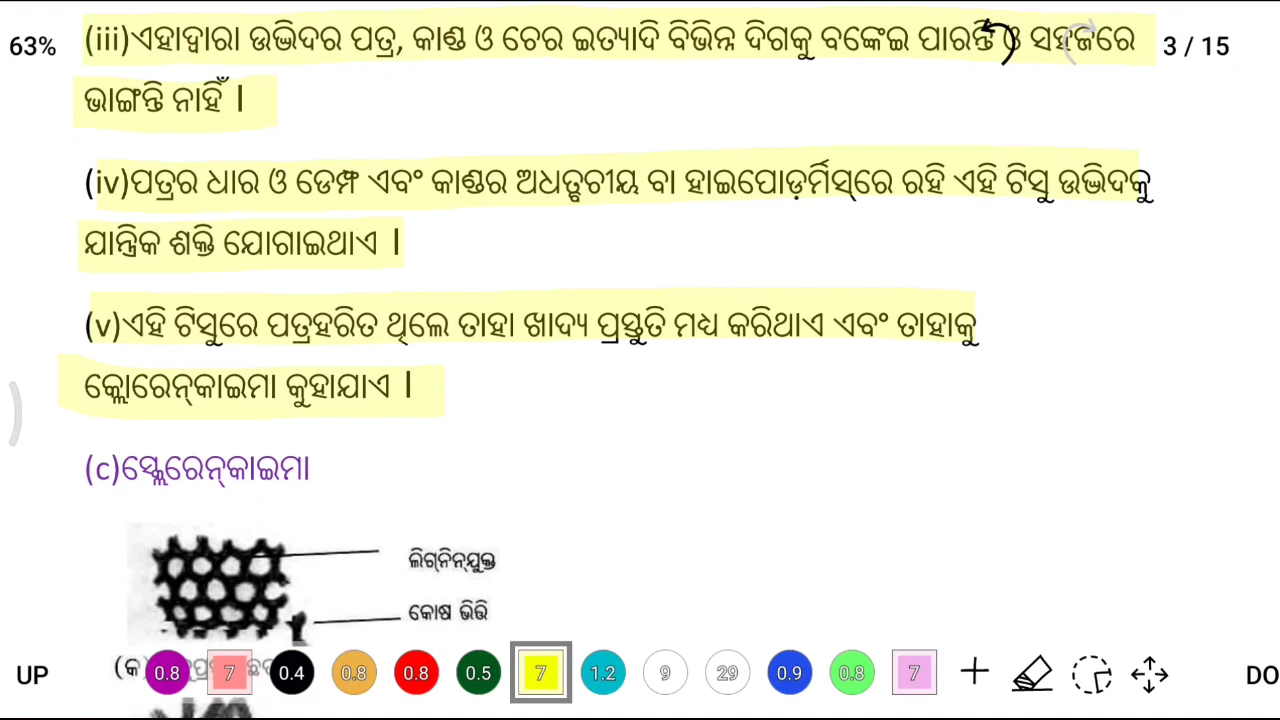 63%
3 / 15
(iii)ଏହାଦ୍ୱାରା ଉଦ୍ଭିଦର ପତ୍ର, କାଣ୍ଡ ଓ ଚେର ଇତ୍ୟାଦି ବିଭିନ୍ନ ଦିଗକୁ ବଙ୍କେଇ ପାରନ୍ତି ଓ ସହଜରେ
ଭାଙ୍ଗନ୍ତି ନାହିଁ ।
(iv)ପତ୍ରର ଧାର ଓ ଡେମ୍ଫ ଏବଂ କାଣ୍ଡର ଅଧତ୍ବଚୀୟ ବା ହାଇପୋଡ଼ର୍ମିସ୍‌ରେ ରହି ଏହି ଟିସୁ ଉଦ୍ଭିଦକୁ
ଯାନ୍ତ୍ରିକ ଶକ୍ତି ଯୋଗାଇଥାଏ ।
(v)ଏହି ଟିସୁରେ ପତ୍ରହରିତ ଥିଲେ ତାହା ଖାଦ୍ୟ ପ୍ରସ୍ତୁତି ମଧ୍ୟ କରିଥାଏ ଏବଂ ତାହାକୁ
କ୍ଲୋରେନ୍‌କାଇମା କୁହାଯାଏ ।
(c)ସ୍କ୍ଲେରେନ୍‌କାଇମା
ଲିଗ୍‌ନିନ୍‌ଯୁକ୍ତ
କୋଷ ଭିତ୍ତି
(କ)
UP 0.8 7 0.4 0.8 0.8 0.5 7 1.2 9 29 0.9 0.8 7 DO